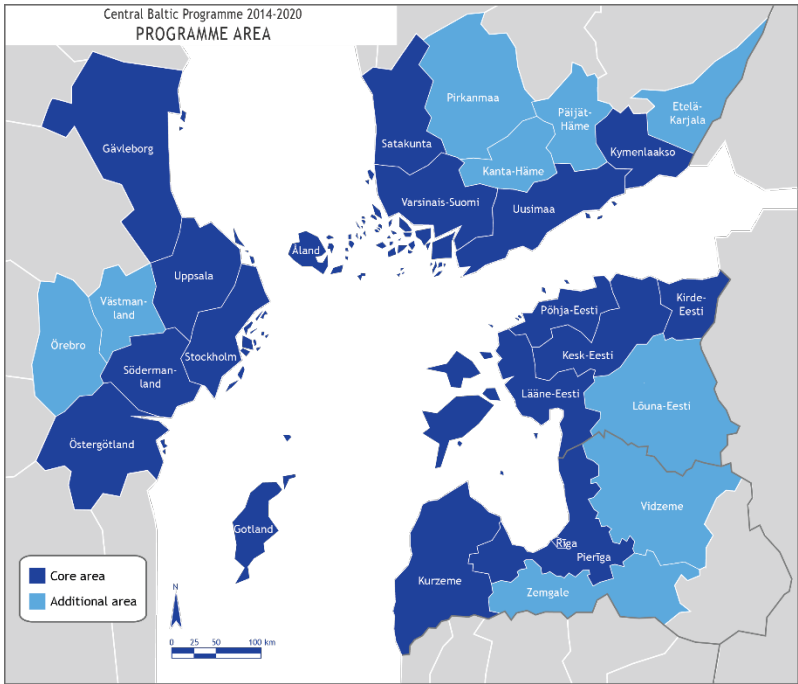 Central Baltic Programme 2014-2020
PROGRAMME AREA
Pirkanmaa
Etelä-
Karjala
Päijät-
Häme
Satakunta
Gävleborg
Kymenlaakso
Kanta-Häme
Varsinais-Suomi
Uusimaa
Åland
Uppsala
Västman-
land
Örebro
Stockholm
Söderman-
land
Östergötland
Kirde-
Eesti
Põhja-Eesti
Kesk-Eesti
Lääne-Eesti
Lõuna-Eesti
Gotland
Vidzeme
Rīga
Pierīga
Kurzeme
Zemgale
Core area
Additional area
N
0 25 50 100 km